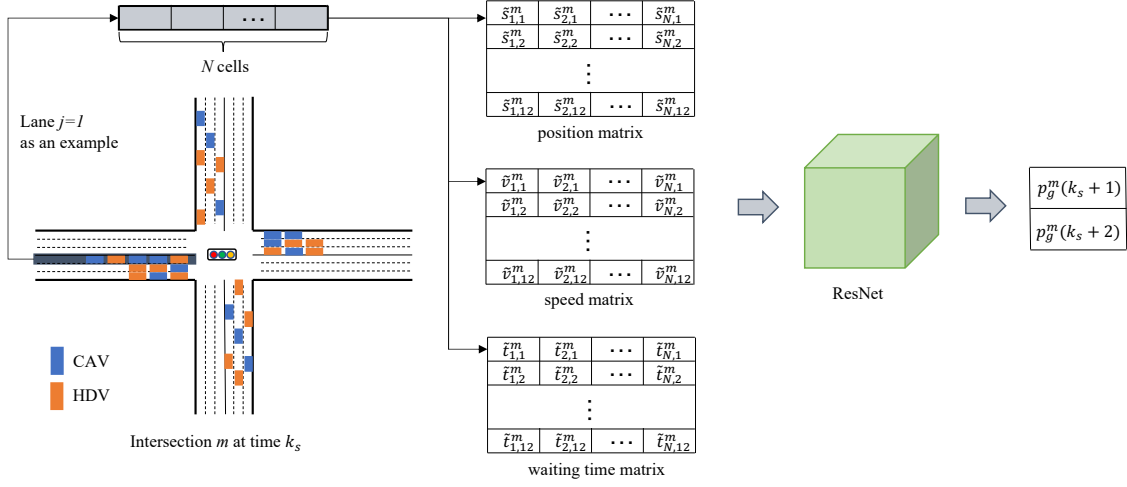 N cells
Lane j=1
as an example
CAV
HDV
Intersection m at time k_s
s̃^m_{1,1} s̃^m_{2,1} ... s̃^m_{N,1}
s̃^m_{1,2} s̃^m_{2,2} ... s̃^m_{N,2}
⋮
s̃^m_{1,12} s̃^m_{2,12} ... s̃^m_{N,12}
position matrix
ṽ^m_{1,1} ṽ^m_{2,1} ... ṽ^m_{N,1}
ṽ^m_{1,2} ṽ^m_{2,2} ... ṽ^m_{N,2}
⋮
ṽ^m_{1,12} ṽ^m_{2,12} ... ṽ^m_{N,12}
speed matrix
t̃^m_{1,1} t̃^m_{2,1} ... t̃^m_{N,1}
t̃^m_{1,2} t̃^m_{2,2} ... t̃^m_{N,2}
⋮
t̃^m_{1,12} t̃^m_{2,12} ... t̃^m_{N,12}
waiting time matrix
ResNet
p^m_g(k_s + 1)
p^m_g(k_s + 2)